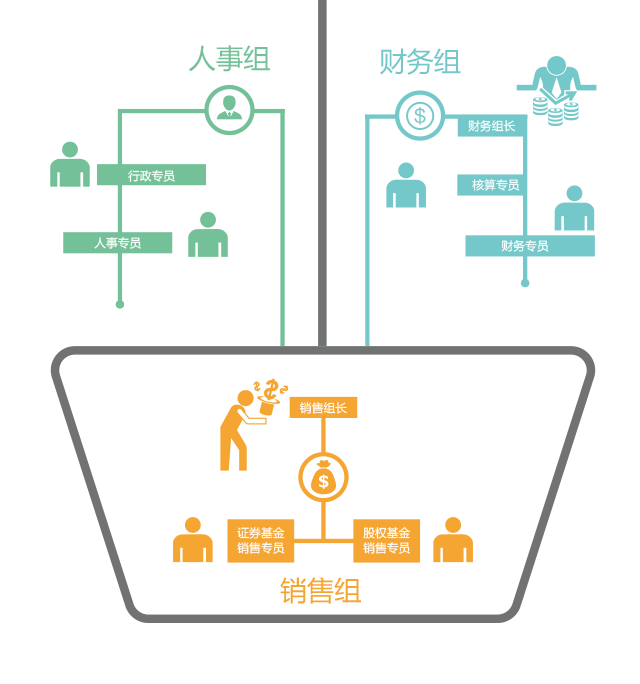 人事组
行政专员
人事专员
财务组
$
财务组长
核算专员
财务专员
销售组长
$
证券基金
销售专员
股权基金
销售专员
销售组